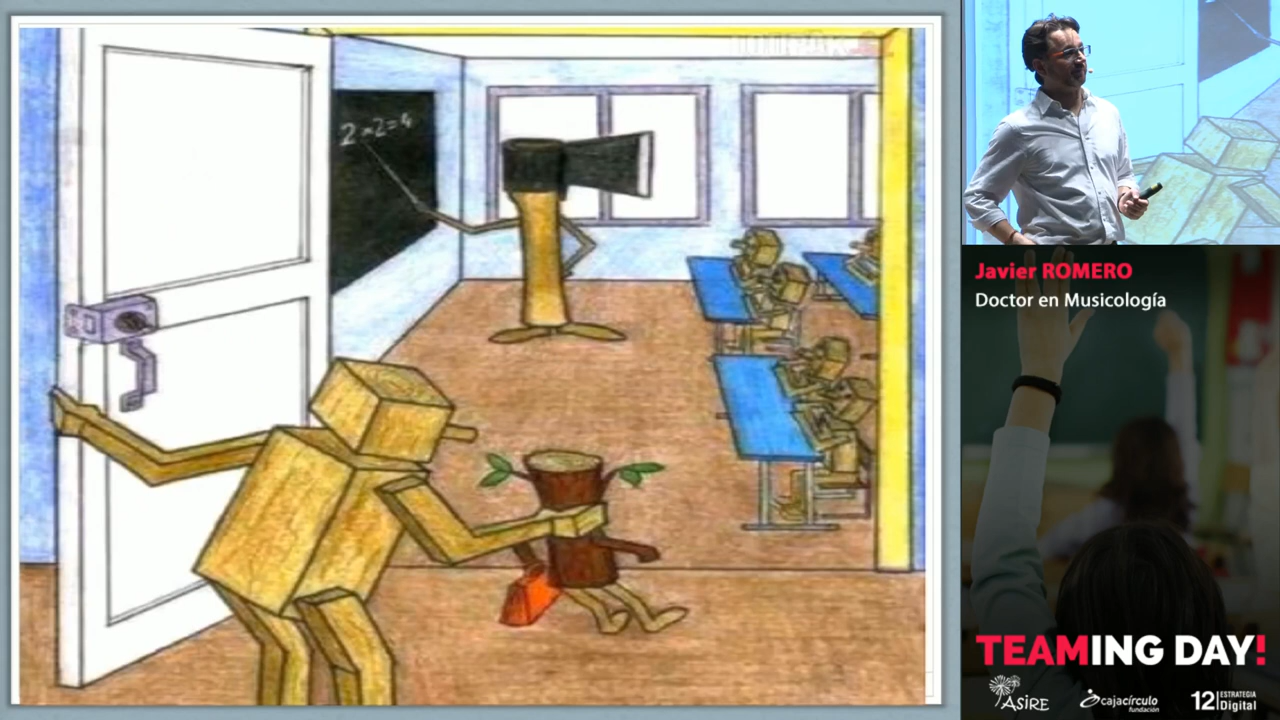 2×2=4
Javier ROMERO
Doctor en Musicología
TEAMING DAY!
ASIRE
cajacírculo
fundación
12 ESTRATEGIA
Digital